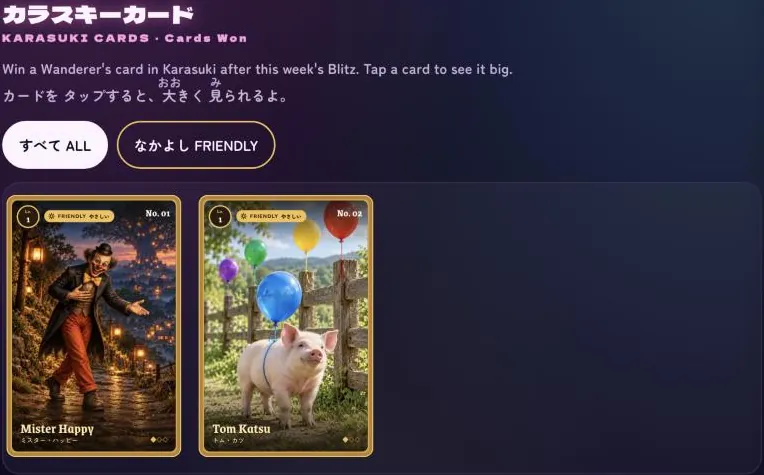 カラスキーカード
KARASUKI CARDS · Cards Won
Win a Wanderer's card in Karasuki after this week's Blitz. Tap a card to see it big.
おお み
カードを タップすると、大きく 見られるよ。
すべて ALL
なかよし FRIENDLY
Lv. 1
FRIENDLY やさしい
No. 01
Mister Happy
ミスター・ハッピー
Lv. 1
FRIENDLY やさしい
No. 02
Tom Katsu
トム・カツ